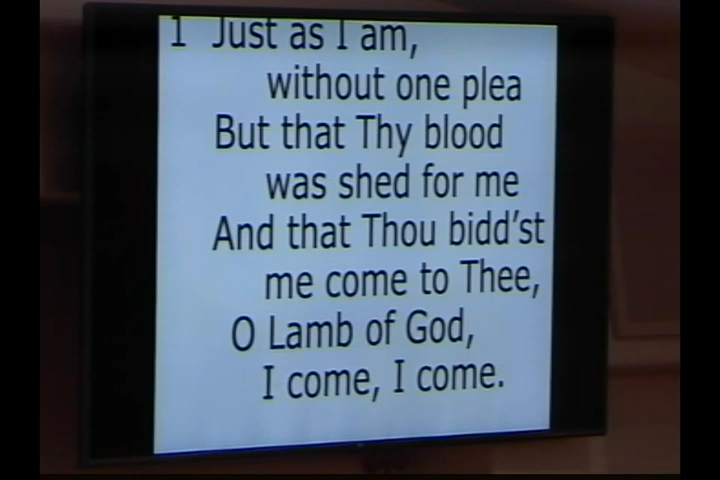 1 Just as I am,
without one plea
But that Thy blood
was shed for me
And that Thou bidd'st
me come to Thee,
O Lamb of God,
I come, I come.